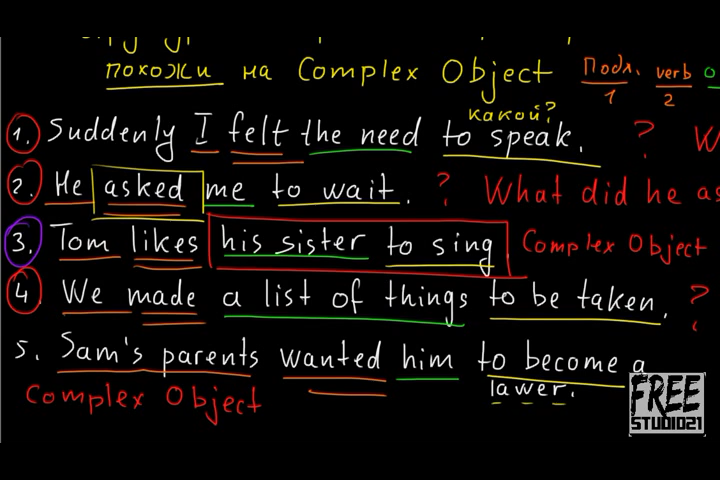 похожи на Complex Object Подл. verb
1 2
какой?
1. Suddenly I felt the need to speak. ?
2. He asked me to wait. ? What did he as
3. Tom likes his sister to sing. Complex Object
4. We made a list of things to be taken. ?
5. Sam's parents wanted him to become a
lawer.
Complex Object
FREE
STUDIO21